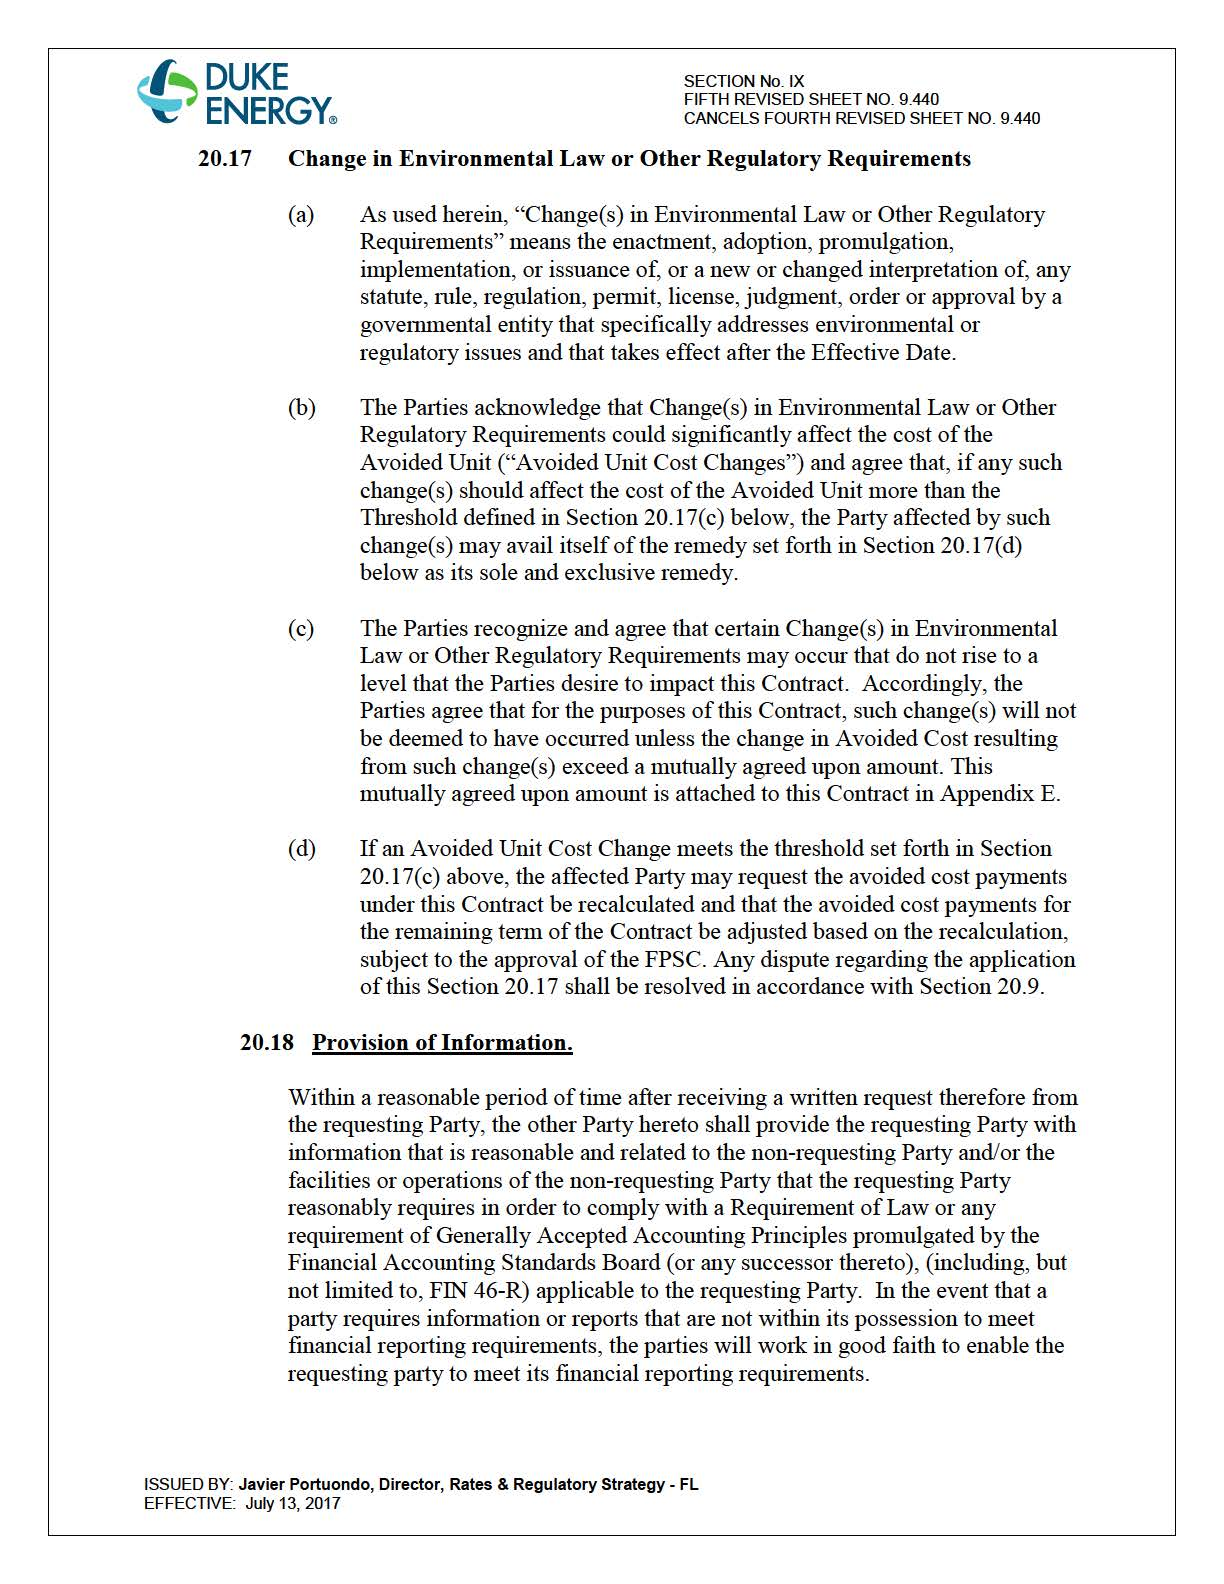 DUKE
ENERGY®
SECTION No. IX
FIFTH REVISED SHEET NO. 9.440
CANCELS FOURTH REVISED SHEET NO. 9.440
20.17 Change in Environmental Law or Other Regulatory Requirements
(a) As used herein, “Change(s) in Environmental Law or Other Regulatory
Requirements” means the enactment, adoption, promulgation,
implementation, or issuance of, or a new or changed interpretation of, any
statute, rule, regulation, permit, license, judgment, order or approval by a
governmental entity that specifically addresses environmental or
regulatory issues and that takes effect after the Effective Date.
(b) The Parties acknowledge that Change(s) in Environmental Law or Other
Regulatory Requirements could significantly affect the cost of the
Avoided Unit (“Avoided Unit Cost Changes”) and agree that, if any such
change(s) should affect the cost of the Avoided Unit more than the
Threshold defined in Section 20.17(c) below, the Party affected by such
change(s) may avail itself of the remedy set forth in Section 20.17(d)
below as its sole and exclusive remedy.
(c) The Parties recognize and agree that certain Change(s) in Environmental
Law or Other Regulatory Requirements may occur that do not rise to a
level that the Parties desire to impact this Contract.  Accordingly, the
Parties agree that for the purposes of this Contract, such change(s) will not
be deemed to have occurred unless the change in Avoided Cost resulting
from such change(s) exceed a mutually agreed upon amount. This
mutually agreed upon amount is attached to this Contract in Appendix E.
(d) If an Avoided Unit Cost Change meets the threshold set forth in Section
20.17(c) above, the affected Party may request the avoided cost payments
under this Contract be recalculated and that the avoided cost payments for
the remaining term of the Contract be adjusted based on the recalculation,
subject to the approval of the FPSC. Any dispute regarding the application
of this Section 20.17 shall be resolved in accordance with Section 20.9.
20.18 Provision of Information.
Within a reasonable period of time after receiving a written request therefore from
the requesting Party, the other Party hereto shall provide the requesting Party with
information that is reasonable and related to the non-requesting Party and/or the
facilities or operations of the non-requesting Party that the requesting Party
reasonably requires in order to comply with a Requirement of Law or any
requirement of Generally Accepted Accounting Principles promulgated by the
Financial Accounting Standards Board (or any successor thereto), (including, but
not limited to, FIN 46-R) applicable to the requesting Party.  In the event that a
party requires information or reports that are not within its possession to meet
financial reporting requirements, the parties will work in good faith to enable the
requesting party to meet its financial reporting requirements.
ISSUED BY: Javier Portuondo, Director, Rates & Regulatory Strategy - FL
EFFECTIVE:  July 13, 2017